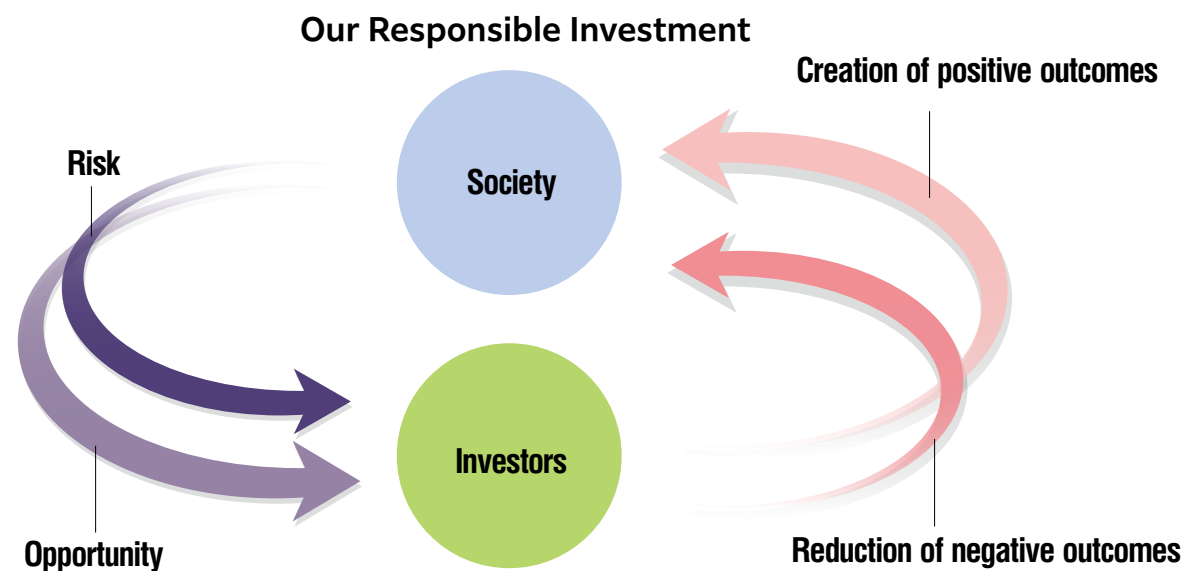 Our Responsible Investment
Creation of positive outcomes
Risk
Society
Investors
Opportunity
Reduction of negative outcomes